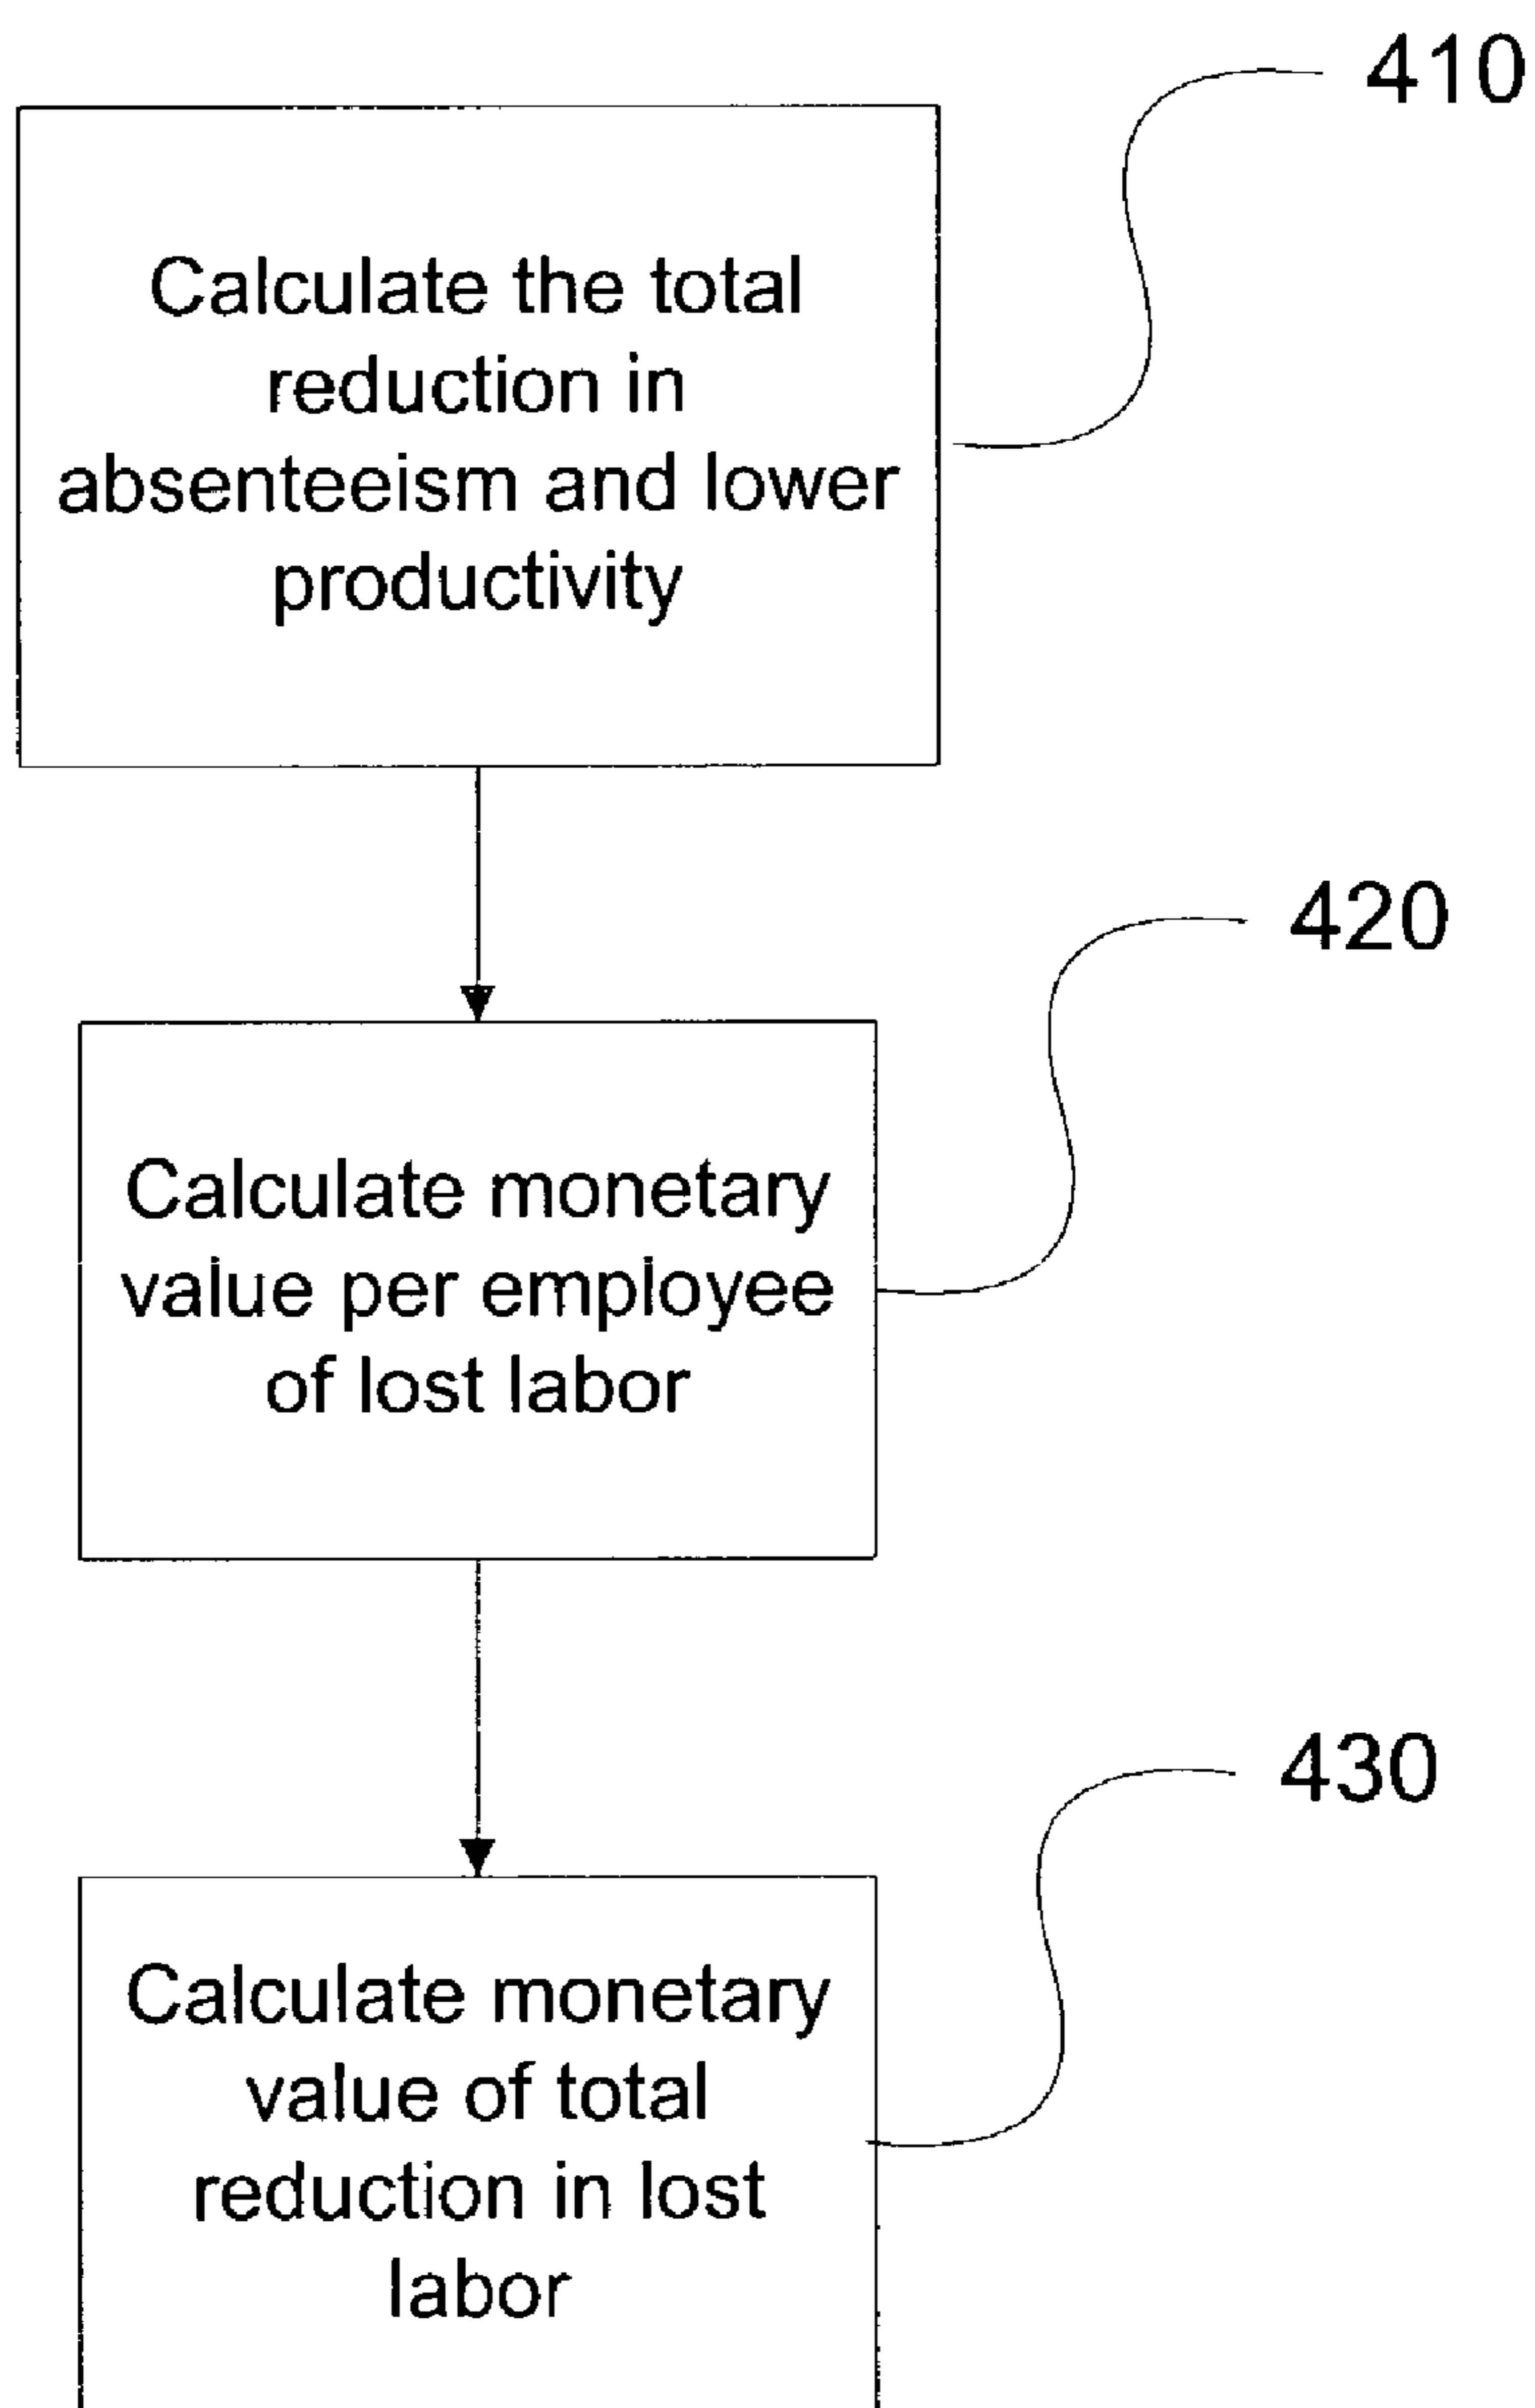 410
Calculate the total
reduction in
absenteeism and lower
productivity
420
Calculate monetary
value per employee
of lost labor
430
Calculate monetary
value of total
reduction in lost
labor